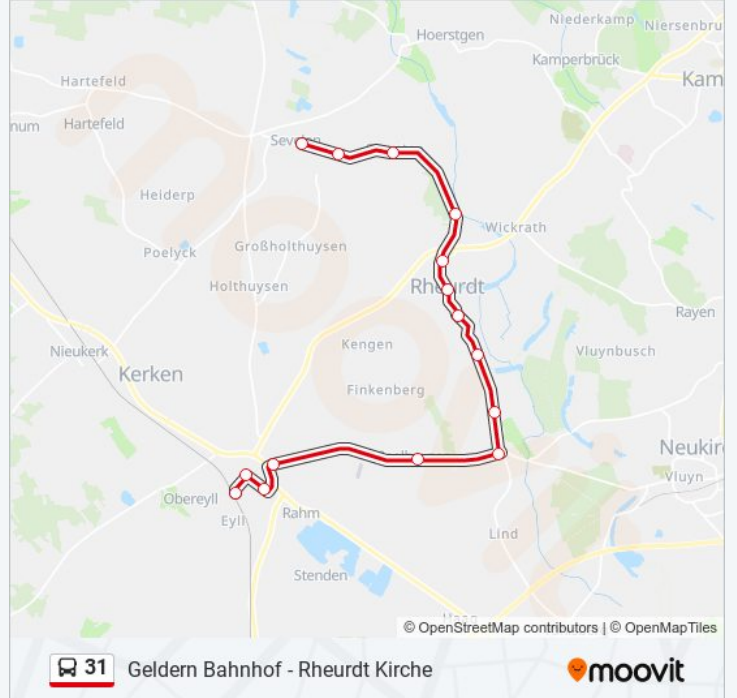 Niederkamp
Niersenbru
Hoerstgen
Kamperbrück
Hartefeld
Kam
num
Hartefeld
Heiderp
Wickrath
Großholthuysen
Poelyck
Holthuysen
Rheurdt
Rayen
Kengen
Nieukerk
Vluynbusch
Kerken
Finkenberg
Neukir
Vluyn
Obereyll
Rahm
Eyll
Lind
Stenden
© OpenStreetMap contributors | © OpenMapTiles
31 Geldern Bahnhof - Rheurdt Kirche
moovit